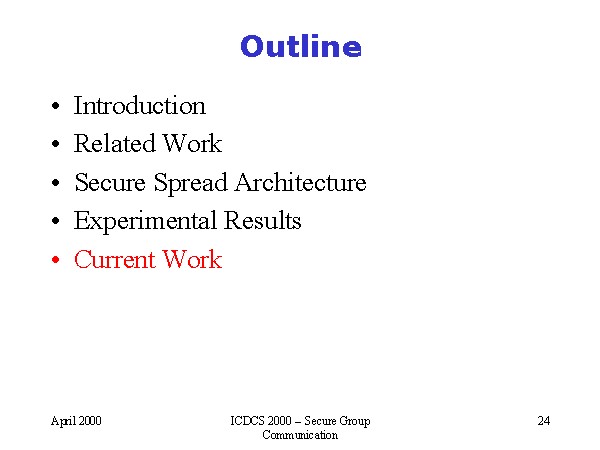 Outline
• Introduction
• Related Work
• Secure Spread Architecture
• Experimental Results
• Current Work
April 2000
ICDCS 2000 – Secure Group
Communication
24